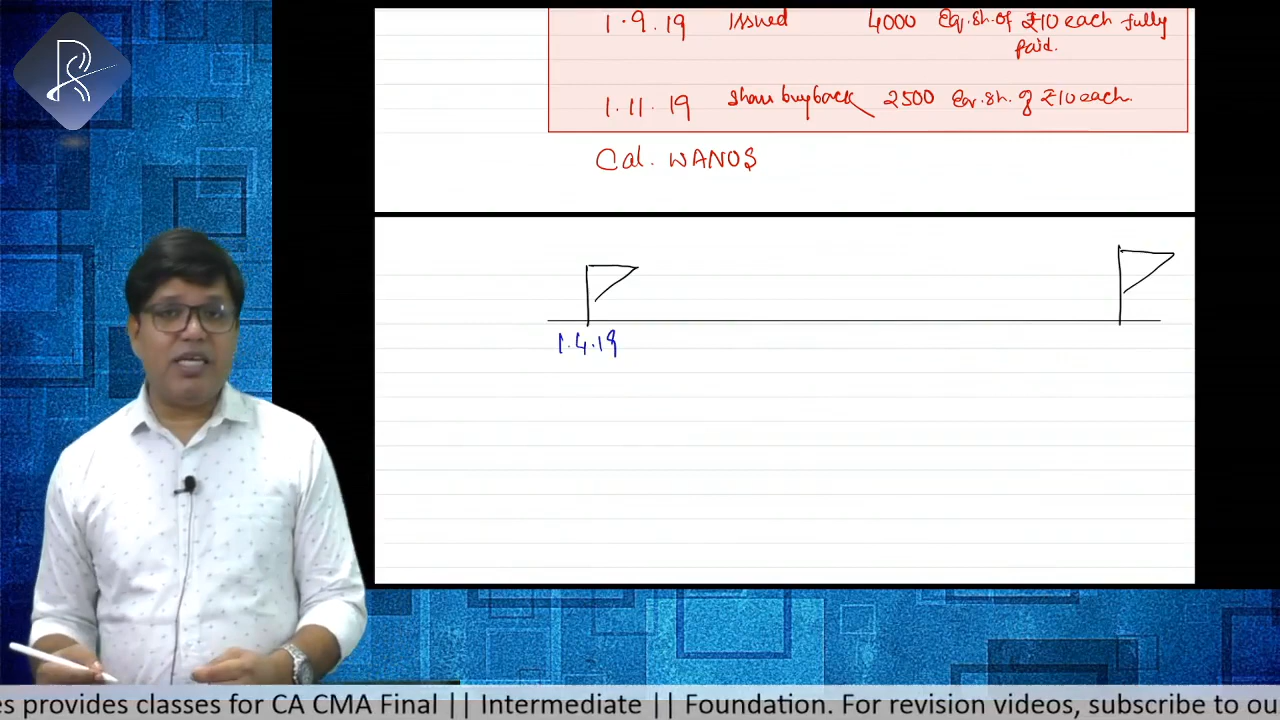 1.9.19 Issued 4000 Eq.sh.of ₹10 each fully
paid.
1.11.19 Share buyback 2500 Eq.sh. of ₹10 each.
Cal. WANOS
1.4.19
es provides classes for CA CMA Final || Intermediate || Foundation. For revision videos, subscribe to ou